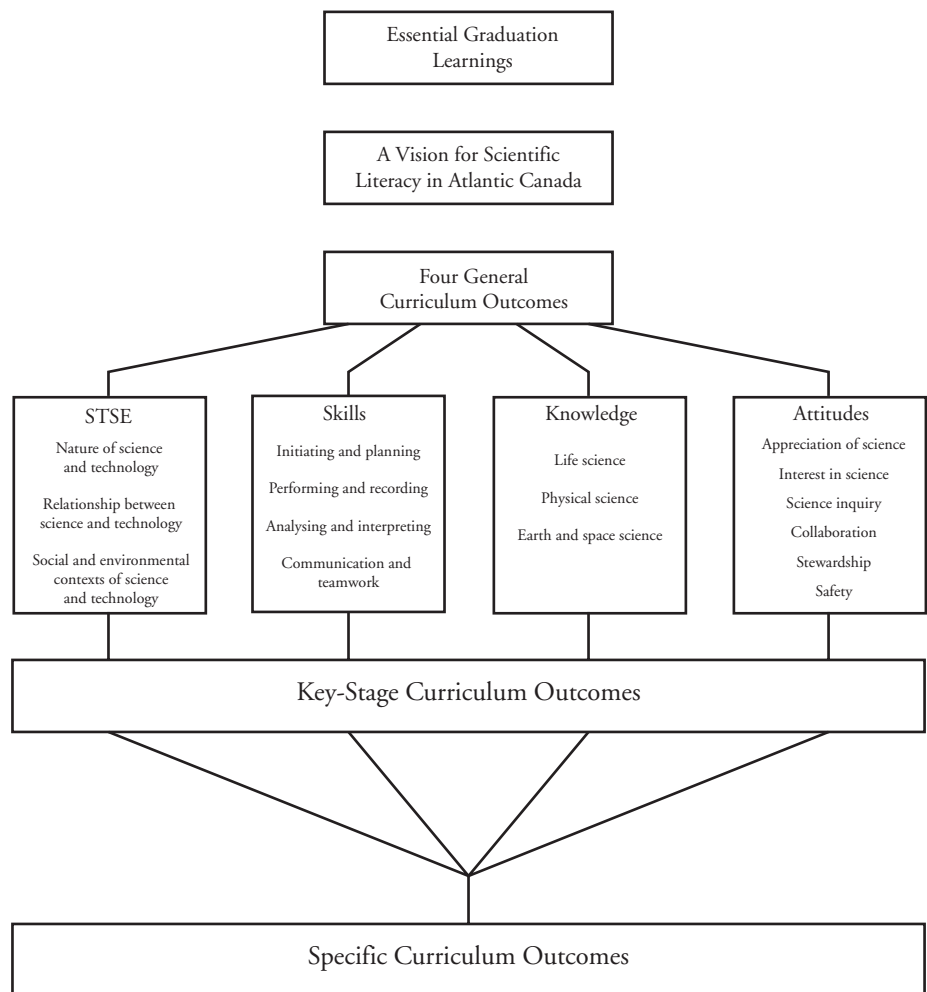 Essential Graduation
Learnings
A Vision for Scientific
Literacy in Atlantic Canada
Four General
Curriculum Outcomes
STSE
Nature of science
and technology
Relationship between
science and technology
Social and environmental
contexts of science
and technology
Skills
Initiating and planning
Performing and recording
Analysing and interpreting
Communication and
teamwork
Knowledge
Life science
Physical science
Earth and space science
Attitudes
Appreciation of science
Interest in science
Science inquiry
Collaboration
Stewardship
Safety
Key-Stage Curriculum Outcomes
Specific Curriculum Outcomes